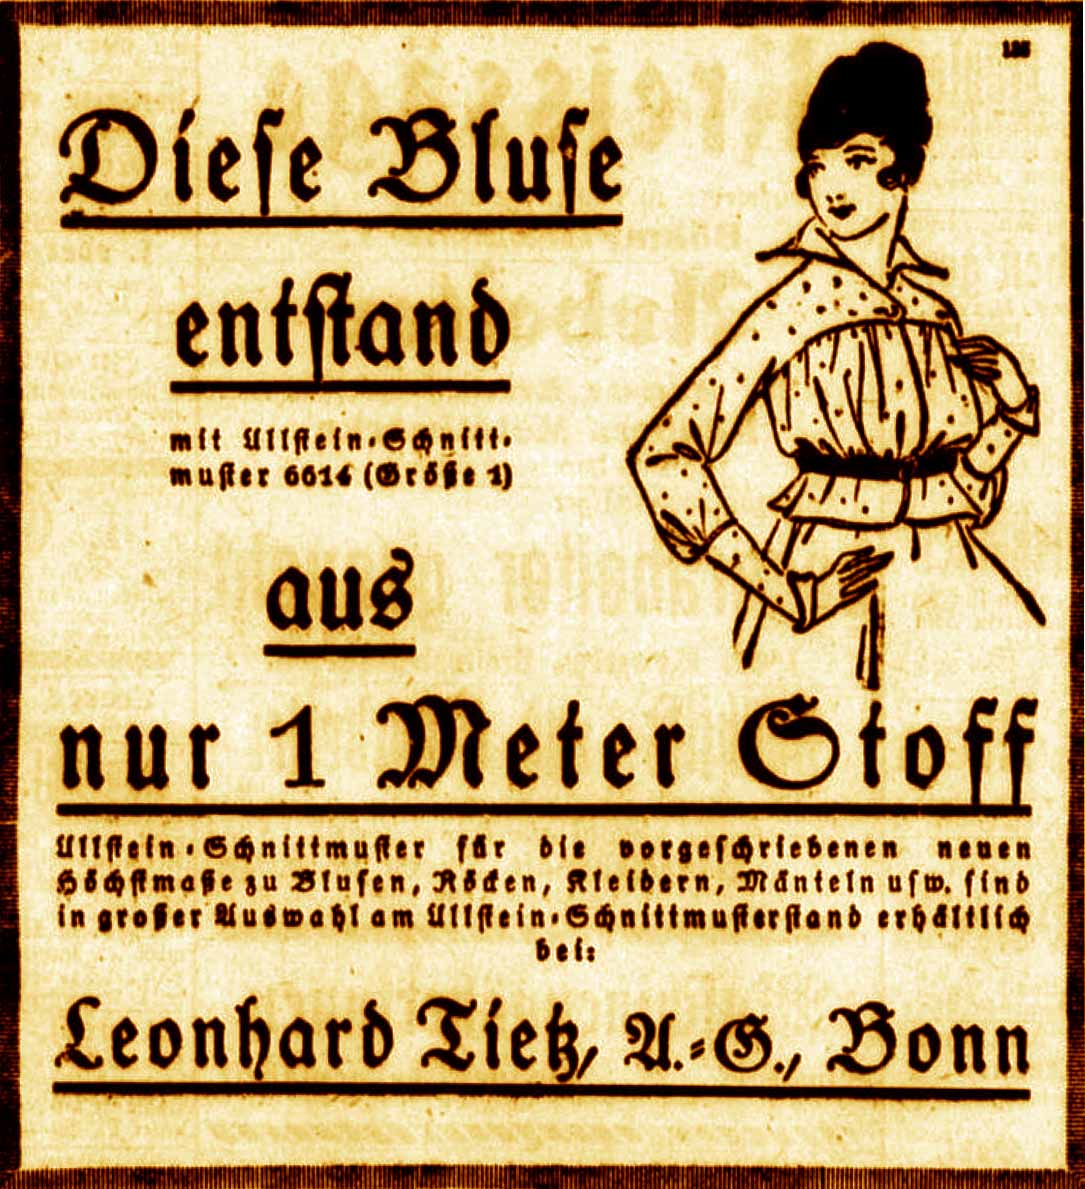 Diese Bluse
entstand
mit Ullstein-Schnitt-
muster 6614 (Größe 1)
aus
nur 1 Meter Stoff
Ullstein-Schnittmuster für die vorgeschriebenen neuen
Höchstmaße zu Blusen, Röcken, Kleidern, Mänteln usw. sind
in großer Auswahl am Ullstein-Schnittmusterstand erhältlich
bei:
Leonhard Tietz, A.-G., Bonn